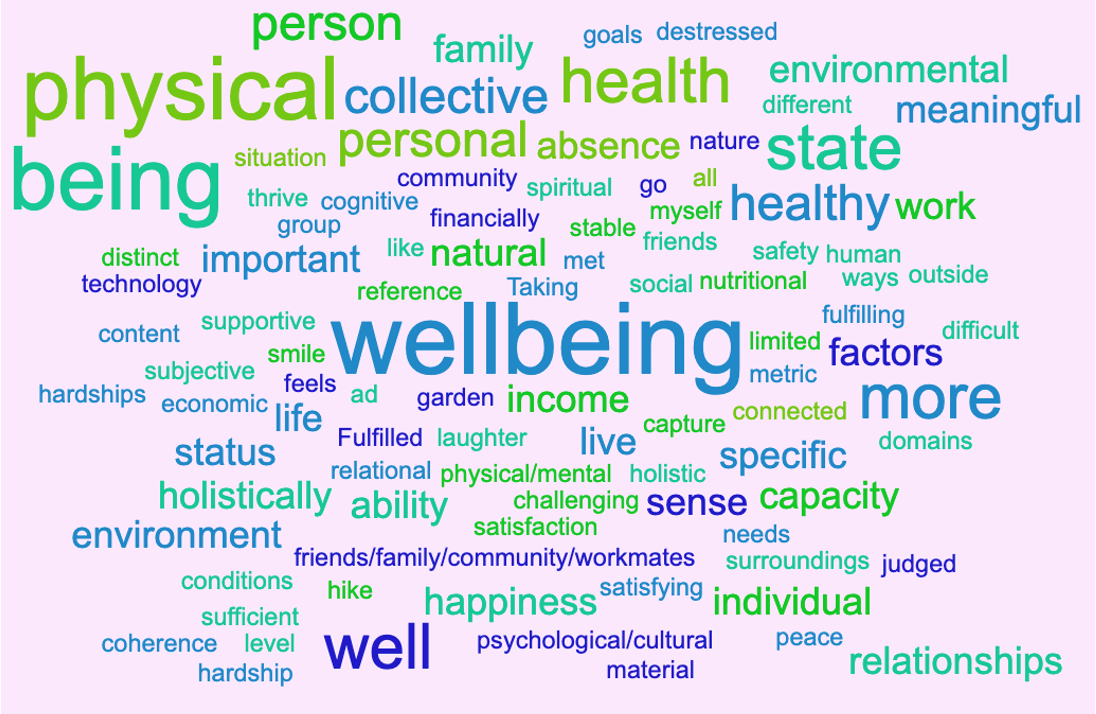 person
goals
destressed
family
physical
collective
health
environmental
different
meaningful
personal
absence
nature
state
being
situation
community
spiritual
go
all
thrive
cognitive
myself
healthy
work
group
financially
stable
friends
distinct
important
like
natural
met
safety
human
technology
reference
Taking
social
nutritional
ways
outside
content
supportive
wellbeing
fulfilling
difficult
smile
limited
factors
subjective
feels
metric
hardships
economic
ad
garden
income
connected
more
life
capture
status
Fulfilled
laughter
live
specific
domains
relational
physical/mental
holistic
holistically
ability
challenging
sense
capacity
satisfaction
environment
needs
friends/family/community/workmates
surroundings
judged
conditions
hike
happiness
satisfying
individual
sufficient
coherence
level
well
psychological/cultural
peace
hardship
material
relationships